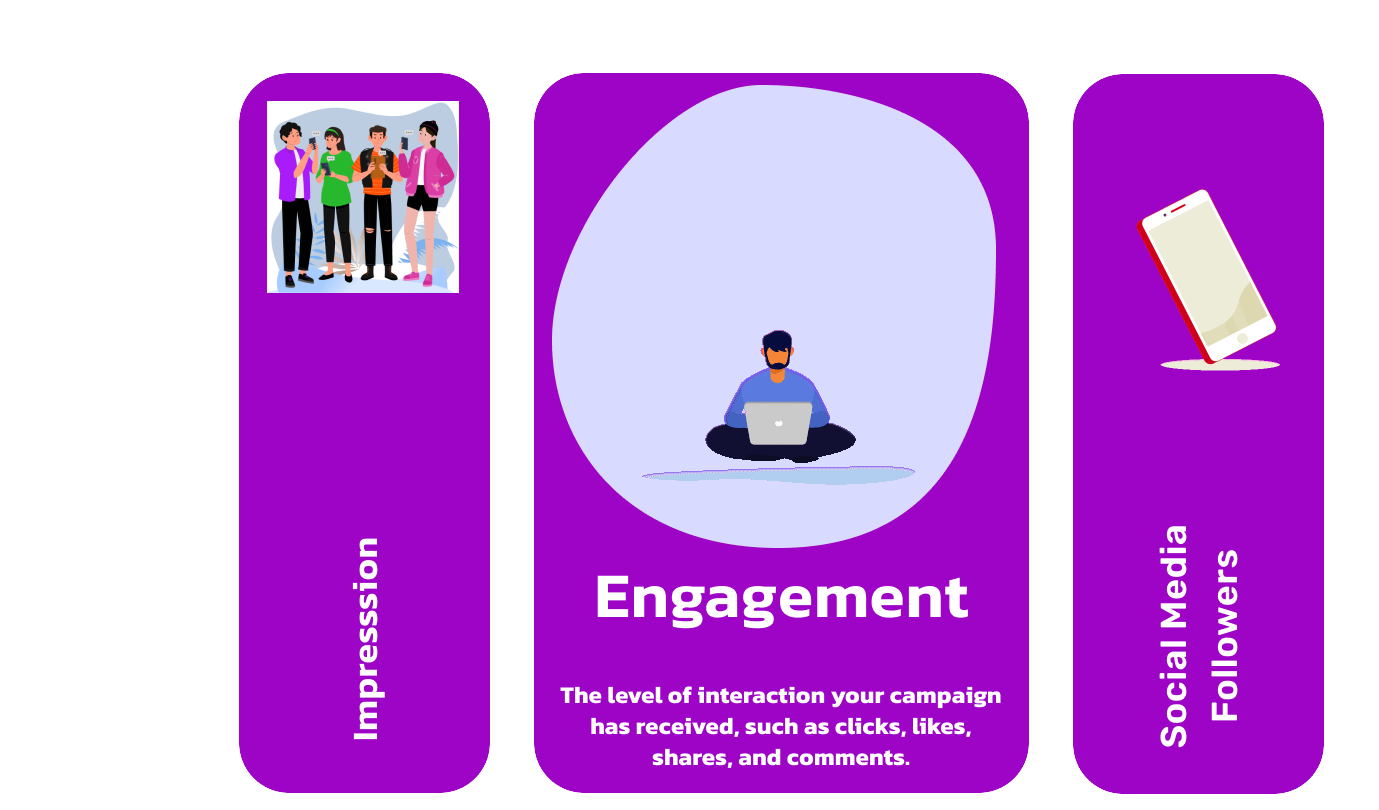 Impresssion
Engagement
The level of interaction your campaign
has received, such as clicks, likes,
shares, and comments.
Social Media
Followers